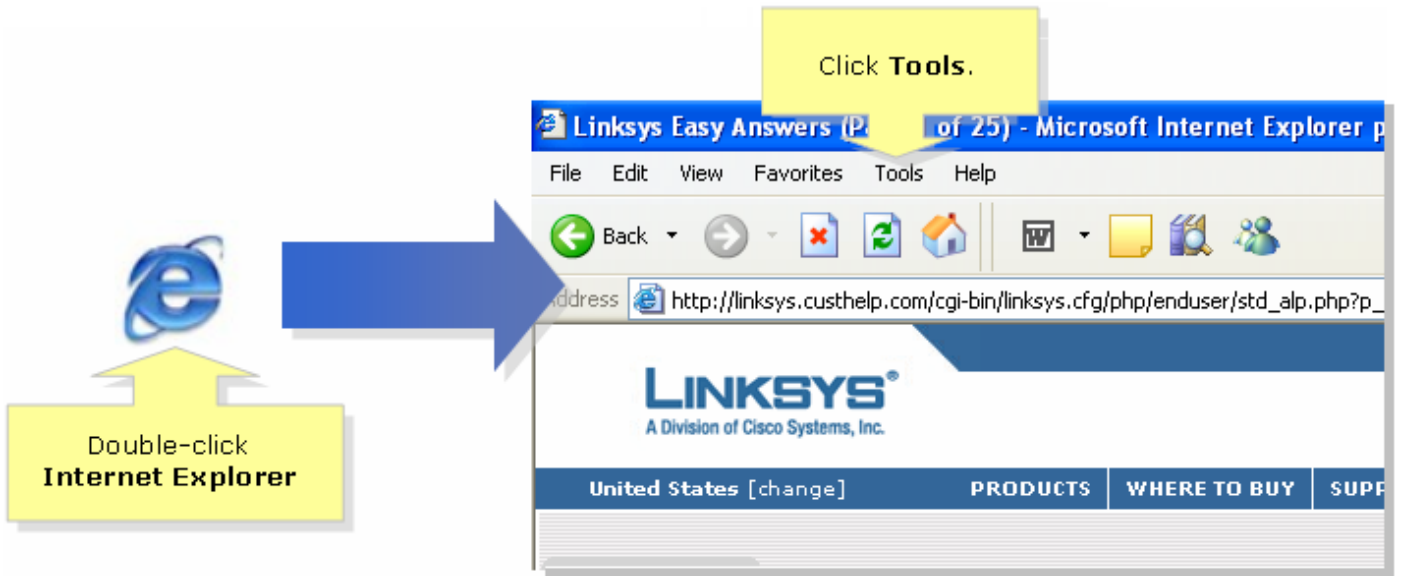 Click Tools.
Linksys Easy Answers (P of 25) - Microsoft Internet Explorer p
File Edit View Favorites Tools Help
Back
Address http://linksys.custhelp.com/cgi-bin/linksys.cfg/php/enduser/std_alp.php?p_
LINKSYS®
A Division of Cisco Systems, Inc.
Double-click
Internet Explorer
United States [change] PRODUCTS WHERE TO BUY SUPP